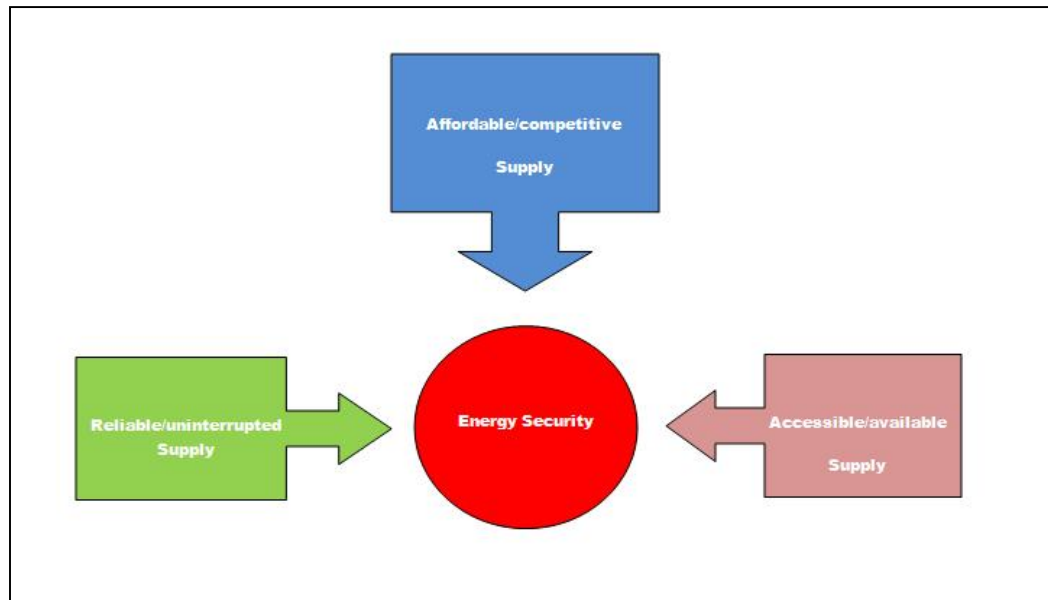 Affordable/competitive
Supply
Reliable/uninterrupted
Supply
Energy Security
Accessible/available
Supply